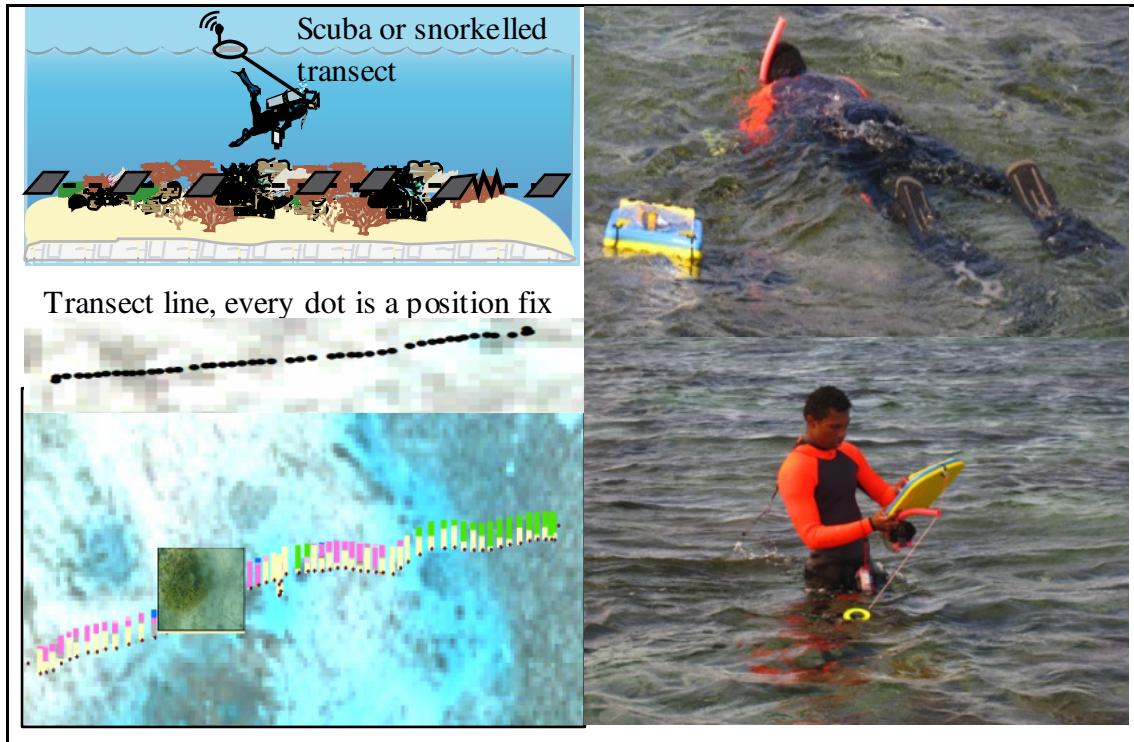 Scuba or snorkelled
transect
Transect line, every dot is a position fix